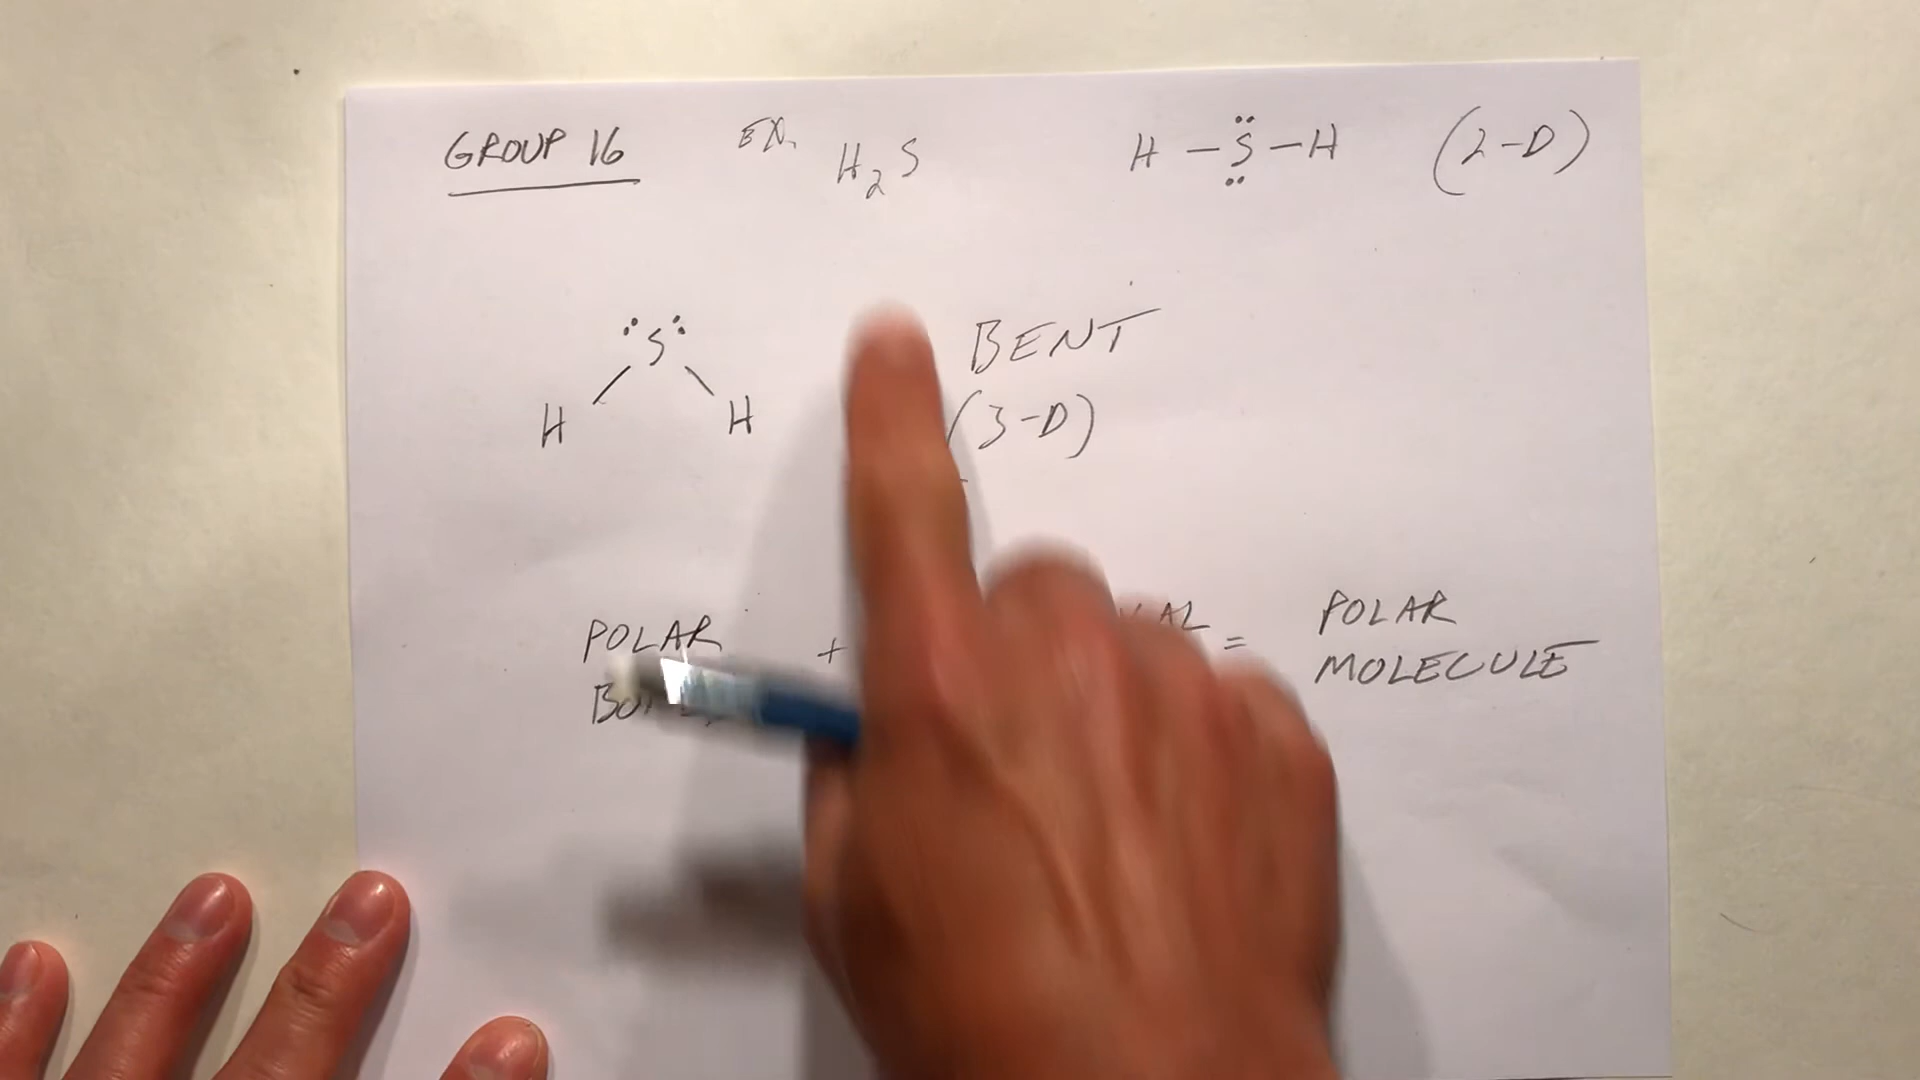 GROUP 16 EX. H₂S H–S̈–H (2-D)
S BENT
H H (3-D)
POLAR + = POLAR
MOLECULE